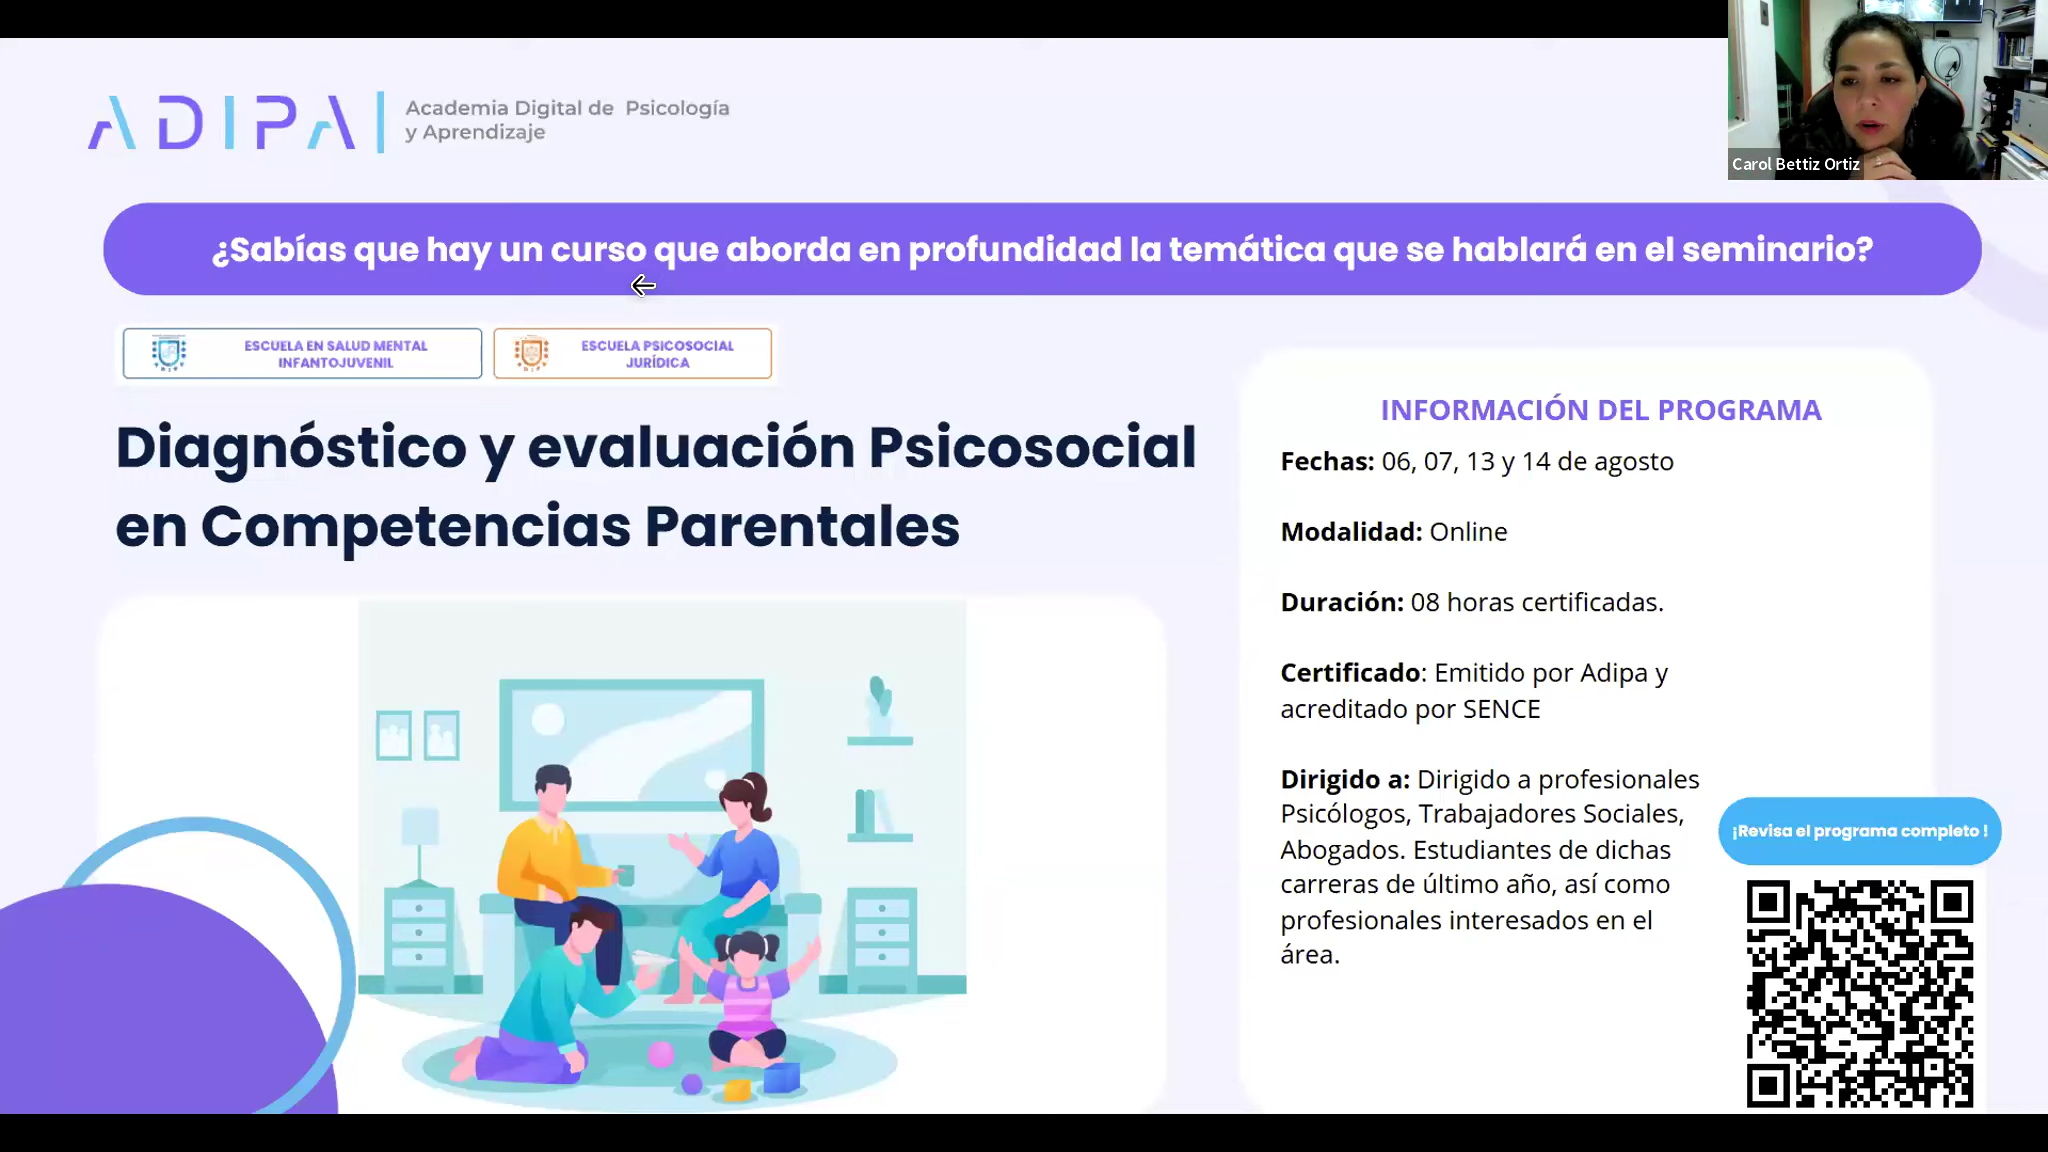 ADIPA
Academia Digital de Psicología
y Aprendizaje
Carol Bettiz Ortiz
¿Sabías que hay un curso que aborda en profundidad la temática que se hablará en el seminario?
ESCUELA EN SALUD MENTAL
INFANTOJUVENIL
ESCUELA PSICOSOCIAL
JURÍDICA
Diagnóstico y evaluación Psicosocial
en Competencias Parentales
INFORMACIÓN DEL PROGRAMA
Fechas: 06, 07, 13 y 14 de agosto
Modalidad: Online
Duración: 08 horas certificadas.
Certificado: Emitido por Adipa y
acreditado por SENCE
Dirigido a: Dirigido a profesionales
Psicólogos, Trabajadores Sociales,
Abogados. Estudiantes de dichas
carreras de último año, así como
profesionales interesados en el
área.
¡Revisa el programa completo !